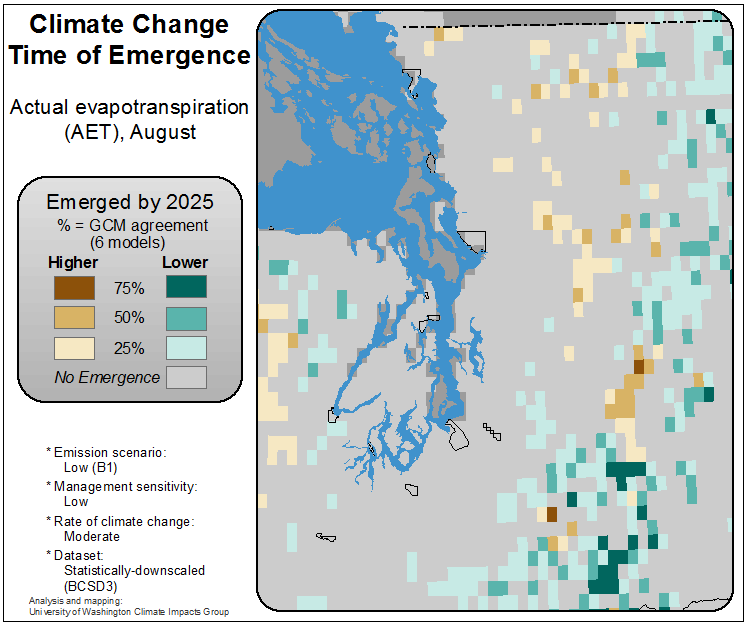 Climate Change
Time of Emergence
Actual evapotranspiration
(AET), August
Emerged by 2025
% = GCM agreement
(6 models)
Higher Lower
75%
50%
25%
No Emergence
* Emission scenario:
Low (B1)
* Management sensitivity:
Low
* Rate of climate change:
Moderate
* Dataset:
Statistically-downscaled
(BCSD3)
Analysis and mapping:
University of Washington Climate Impacts Group